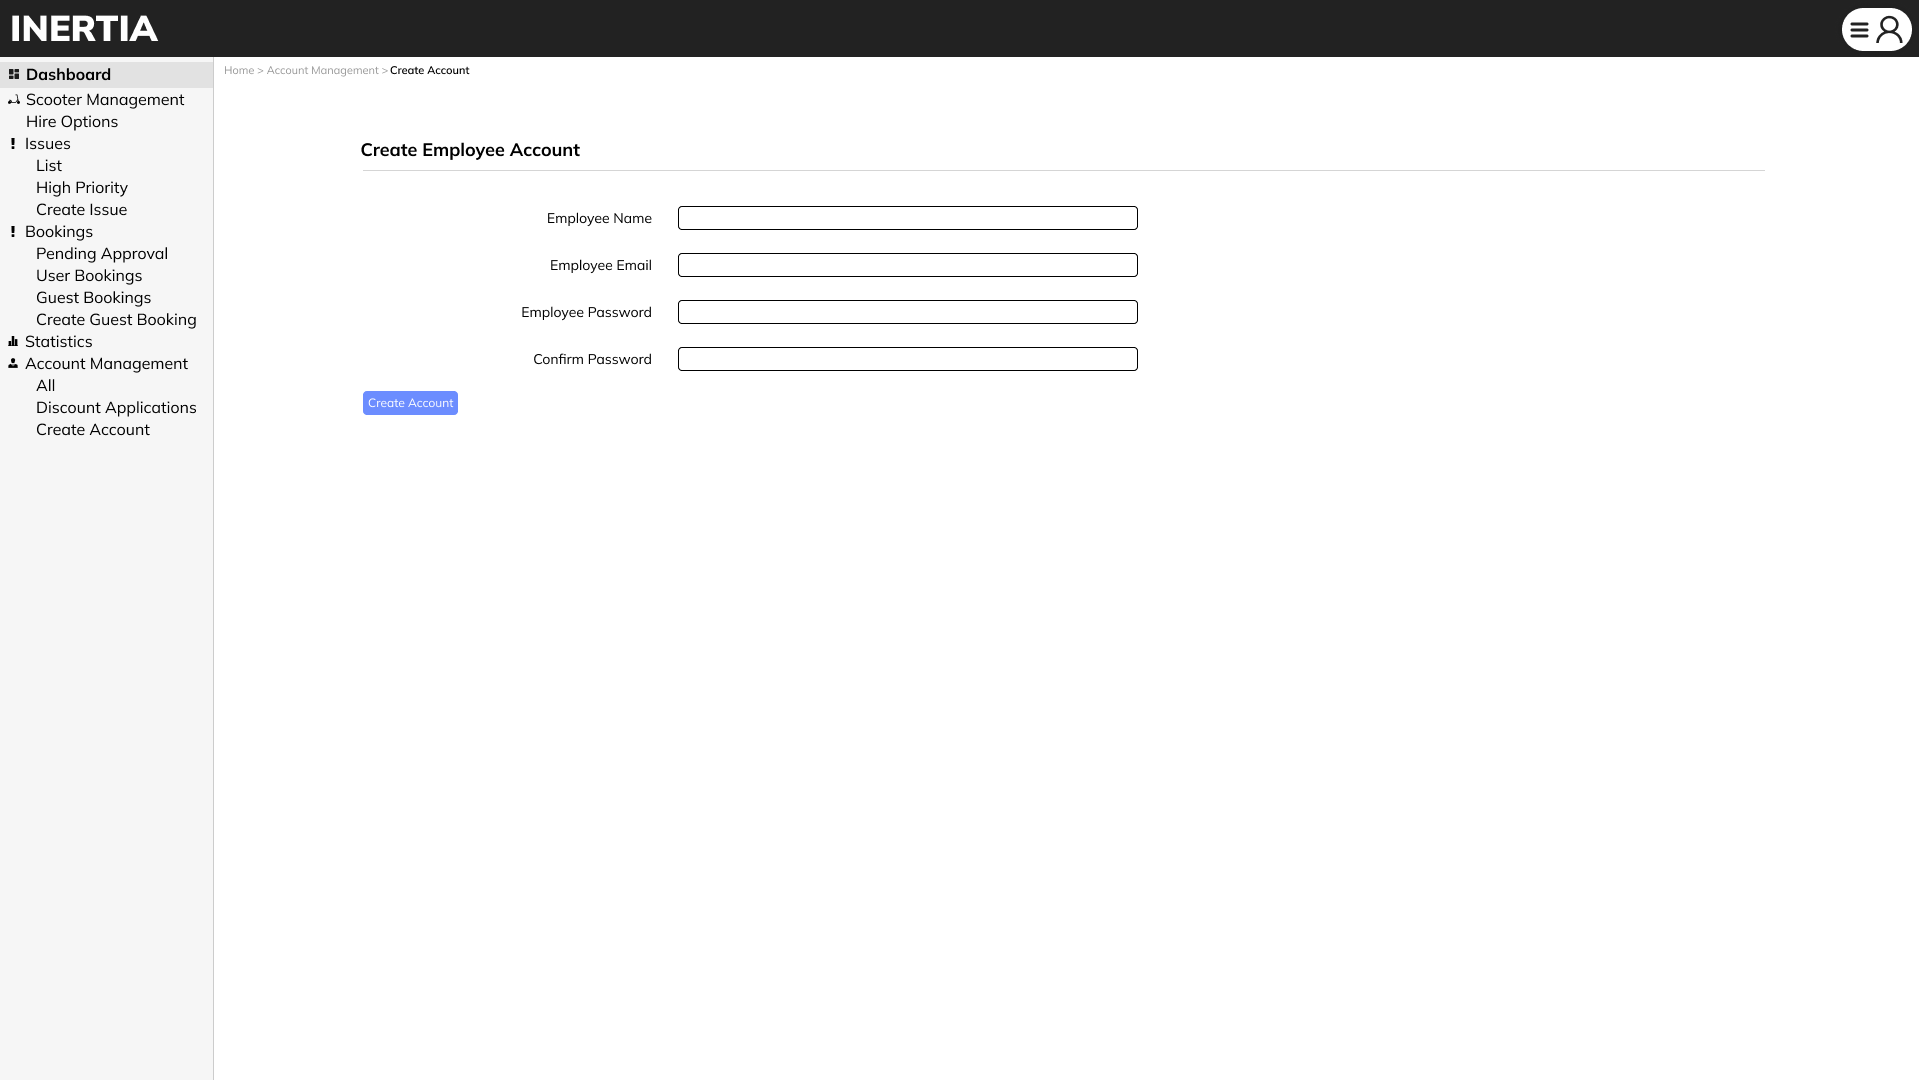 INERTIA
Home > Account Management > Create Account
Dashboard
Scooter Management
Hire Options
Issues
List
High Priority
Create Issue
Bookings
Pending Approval
User Bookings
Guest Bookings
Create Guest Booking
Statistics
Account Management
All
Discount Applications
Create Account
Create Employee Account
Employee Name
Employee Email
Employee Password
Confirm Password
Create Account